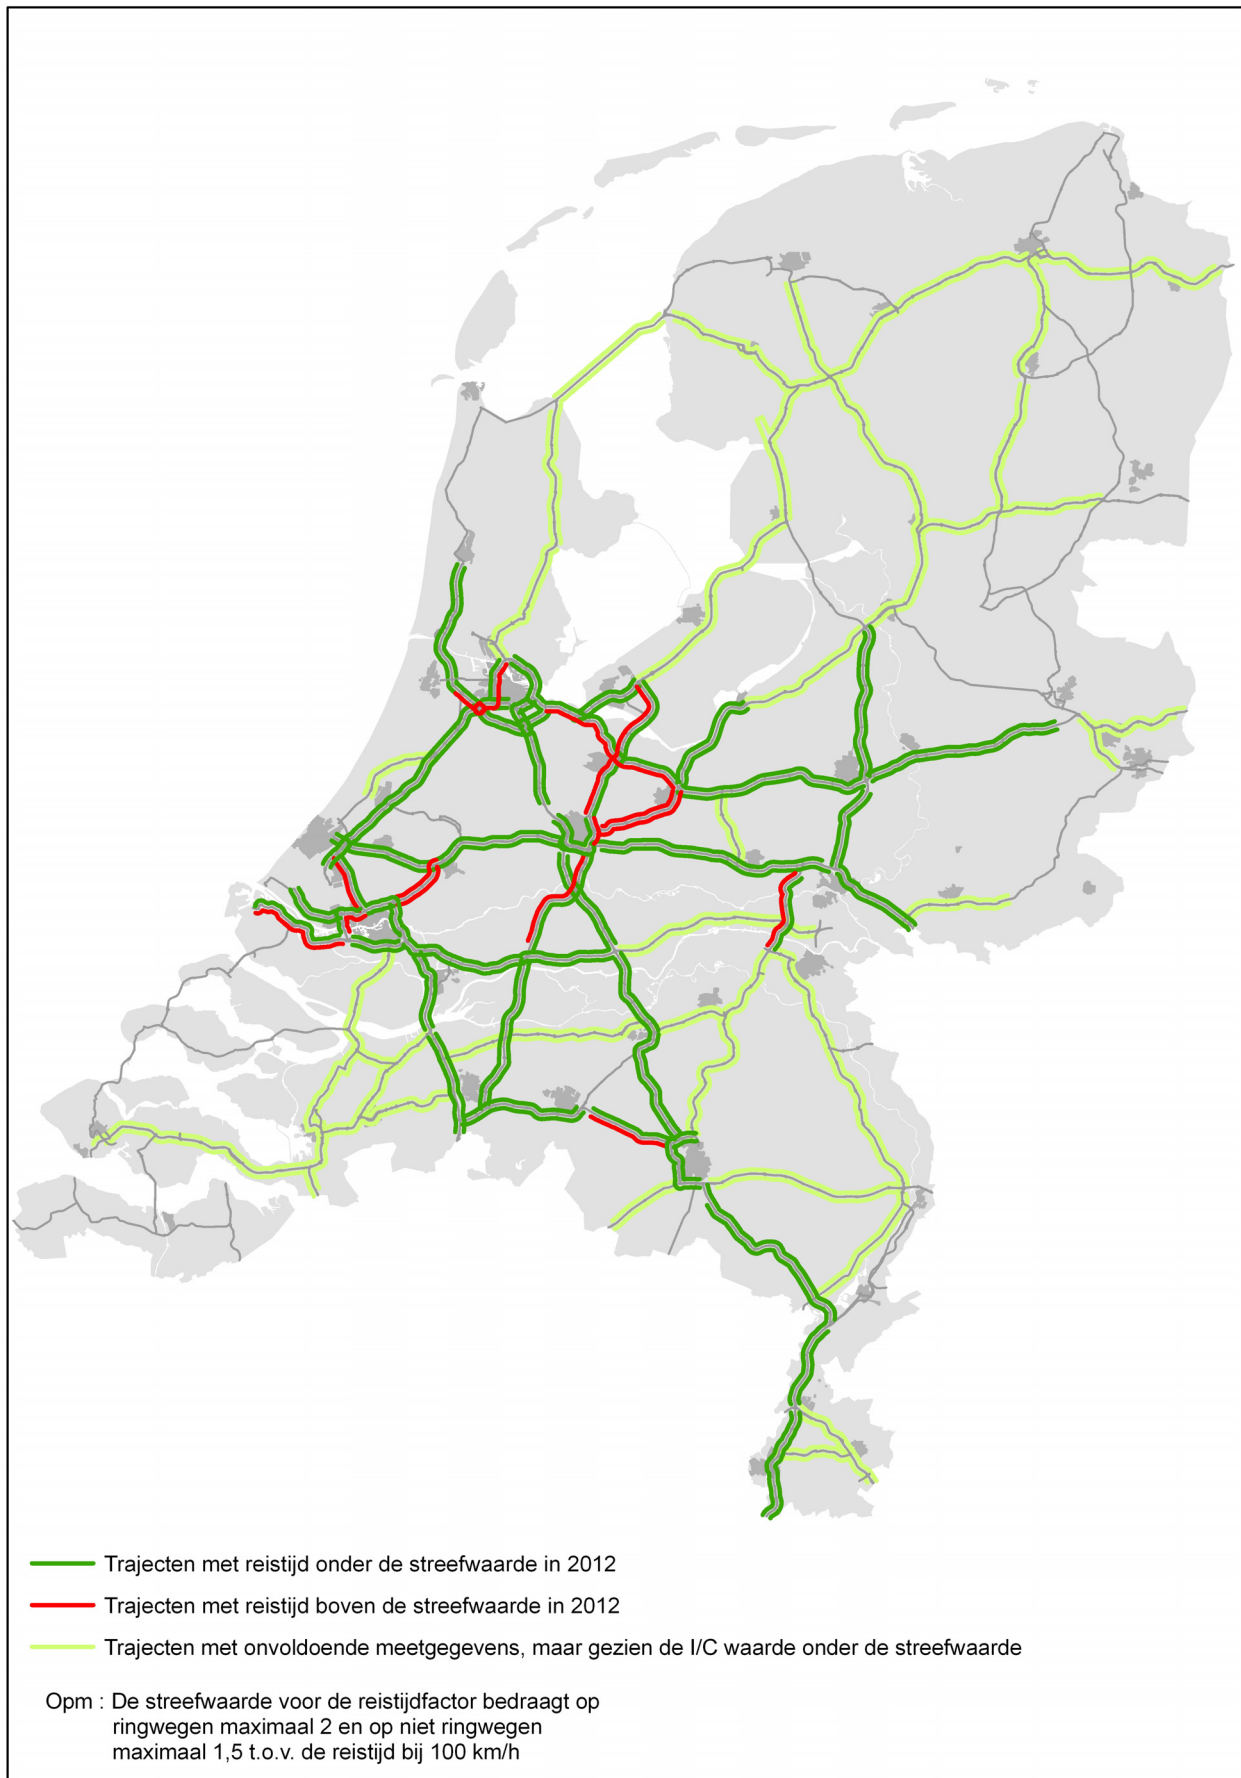 Trajecten met reistijd onder de streefwaarde in 2012
Trajecten met reistijd boven de streefwaarde in 2012
Trajecten met onvoldoende meetgegevens, maar gezien de I/C waarde onder de streefwaarde
Opm : De streefwaarde voor de reistijdfactor bedraagt op
ringwegen maximaal 2 en op niet ringwegen
maximaal 1,5 t.o.v. de reistijd bij 100 km/h